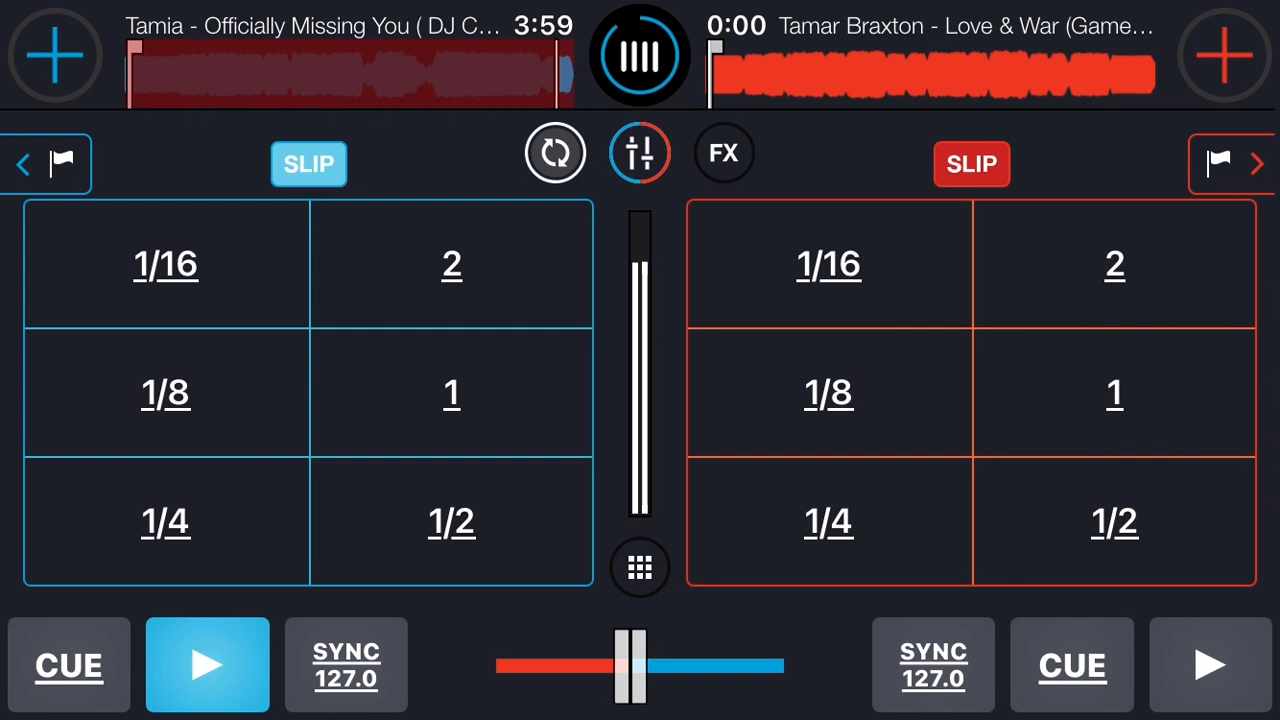 Tamia - Officially Missing You ( DJ C... 3:59
0:00 Tamar Braxton - Love & War (Game...
SLIP
FX
SLIP
1/16 2
1/8 1
1/4 1/2
1/16 2
1/8 1
1/4 1/2
CUE
SYNC
127.0
SYNC
127.0
CUE